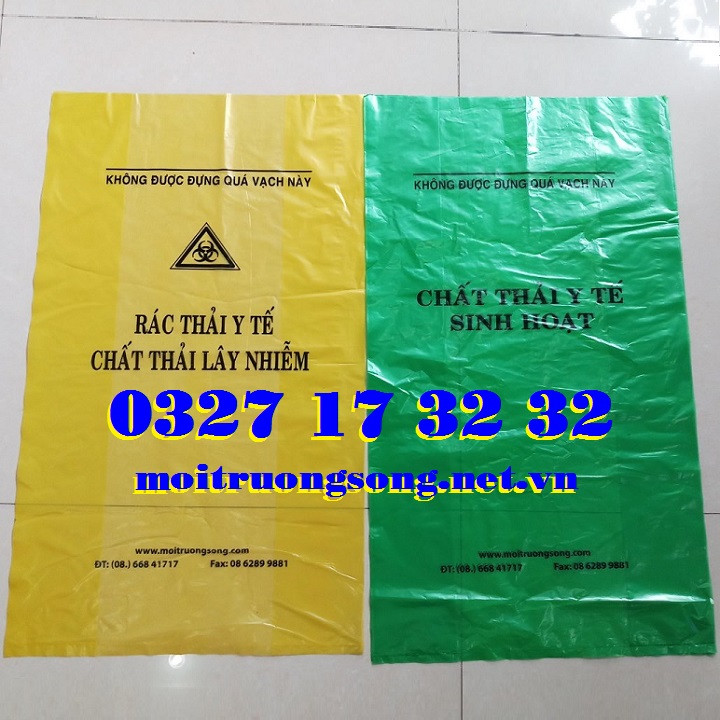 KHÔNG ĐƯỢC ĐỰNG QUÁ VẠCH NÀY
RÁC THẢI Y TẾ
CHẤT THẢI LÂY NHIỄM
www.moitruongsong.com
ĐT: (08.) 668 41717 Fax: 08 6289 9881
KHÔNG ĐƯỢC ĐỰNG QUÁ VẠCH NÀY
CHẤT THẢI Y TẾ
SINH HOẠT
www.moitruongsong.com
ĐT: (08.) 668 41717 Fax: 08 6289 9881
0327 17 32 32
moitruongsong.net.vn